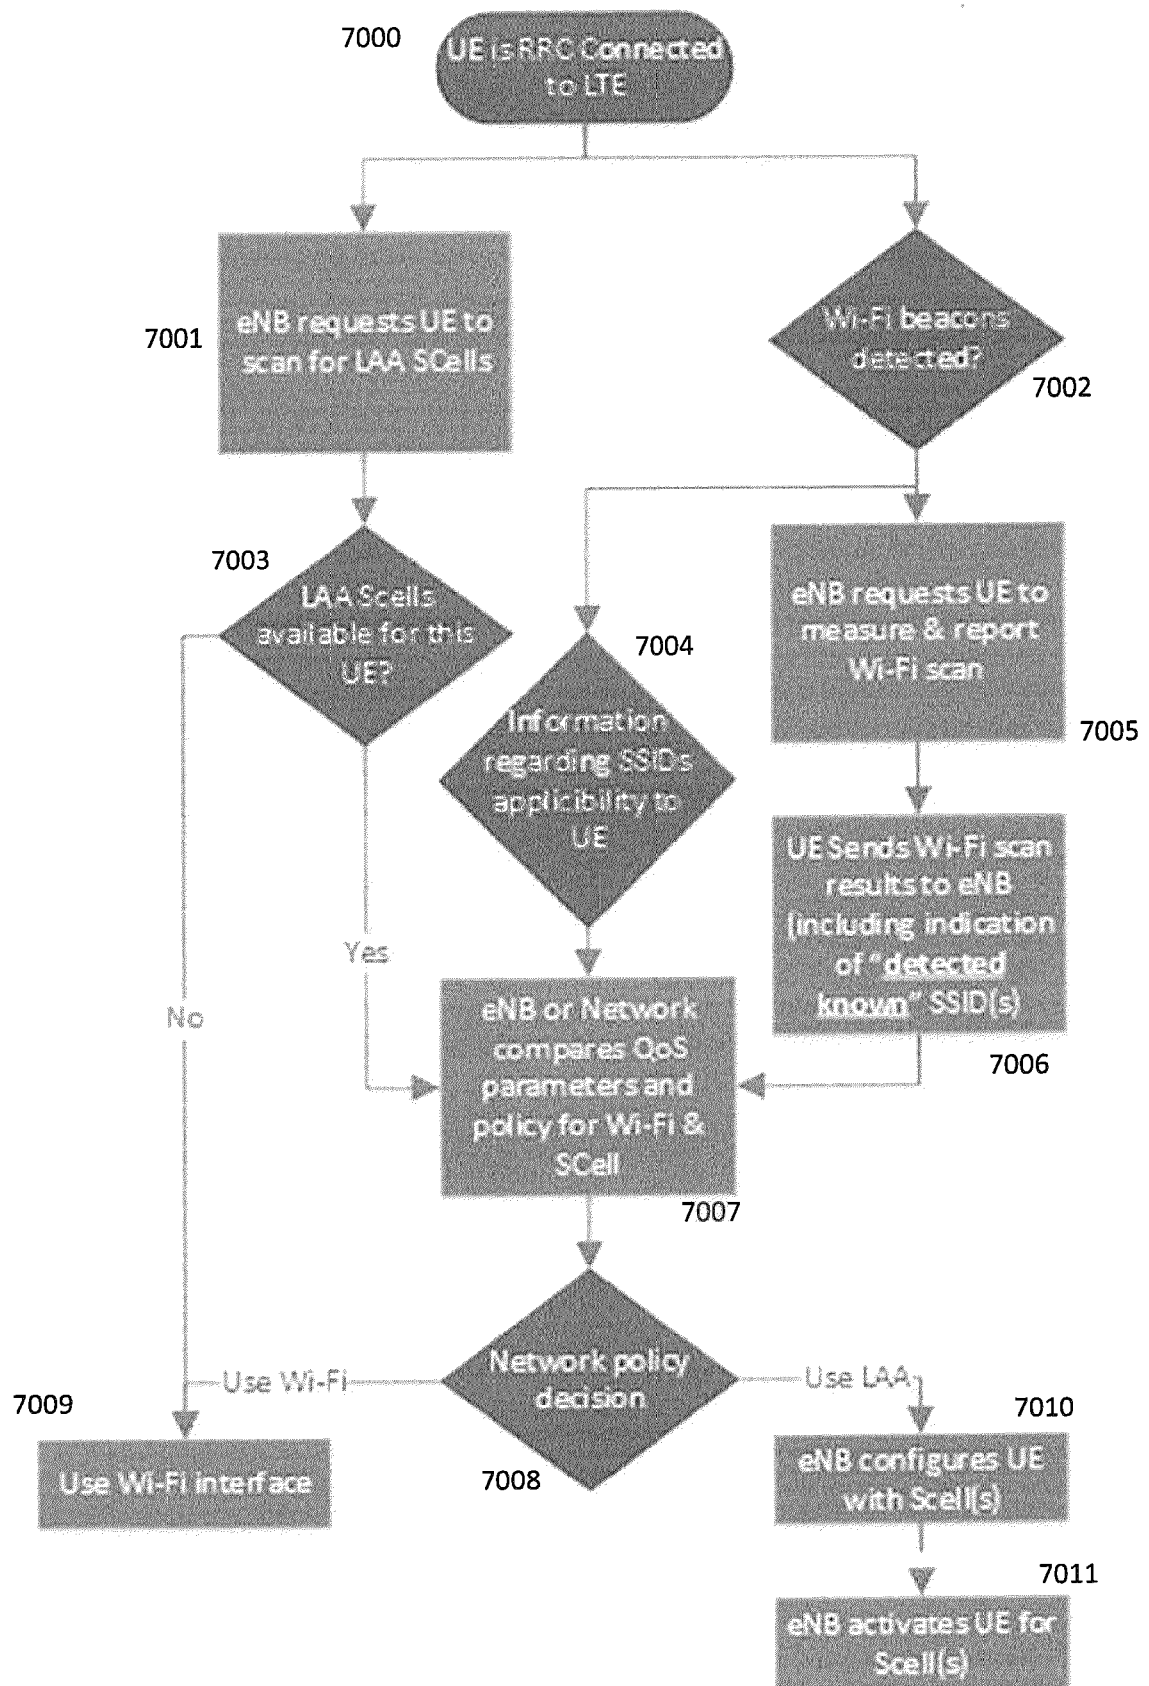 7000
UE is RRC Connected
to LTE
7001
eNB requests UE to
scan for LAA SCells
Wi-Fi beacons
detected?
7002
7003
LAA Scells
available for this
UE?
7004
Information
regarding SSIDs
applicibility to
UE
eNB requests UE to
measure & report
Wi-Fi scan
7005
UE Sends Wi-Fi scan
results to eNB
(including indication
of "detected
known" SSID(s)
7006
Yes
No
eNB or Network
compares QoS
parameters and
policy for Wi-Fi &
SCell
7007
Network policy
decision
7008
Use Wi-Fi
Use LAA
7009
Use Wi-Fi interface
7010
eNB configures UE
with Scell(s)
7011
eNB activates UE for
Scell(s)